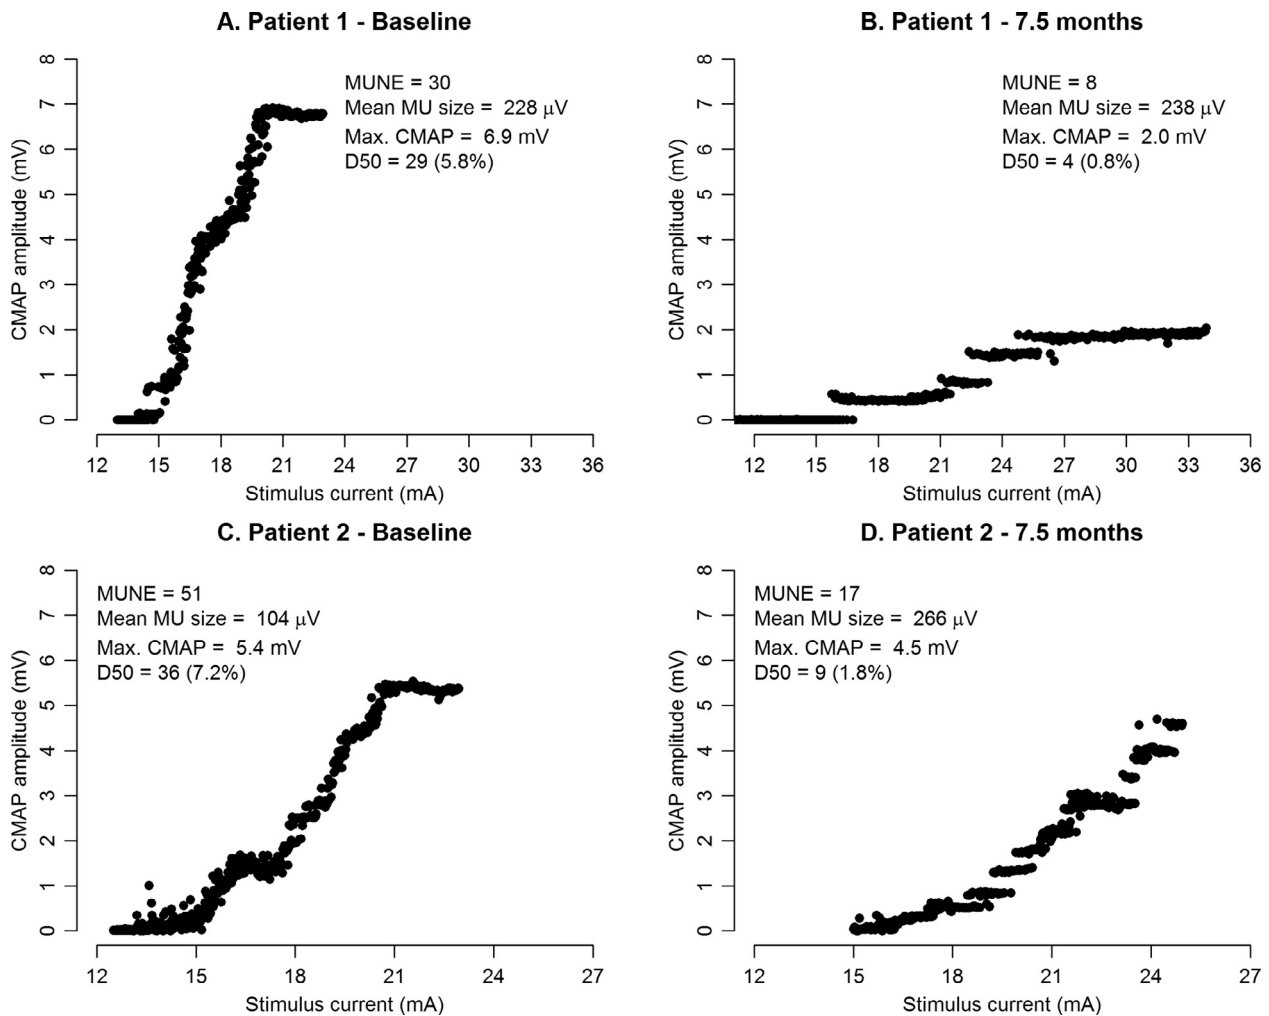 A. Patient 1 - Baseline
CMAP amplitude (mV)
8
7
6
5
4
3
2
1
0
MUNE = 30
Mean MU size = 228 μV
Max. CMAP = 6.9 mV
D50 = 29 (5.8%)
12 15 18 21 24 27 30 33 36
Stimulus current (mA)
B. Patient 1 - 7.5 months
CMAP amplitude (mV)
8
7
6
5
4
3
2
1
0
MUNE = 8
Mean MU size = 238 μV
Max. CMAP = 2.0 mV
D50 = 4 (0.8%)
12 15 18 21 24 27 30 33 36
Stimulus current (mA)
C. Patient 2 - Baseline
CMAP amplitude (mV)
8
7
6
5
4
3
2
1
0
MUNE = 51
Mean MU size = 104 μV
Max. CMAP = 5.4 mV
D50 = 36 (7.2%)
12 15 18 21 24 27
Stimulus current (mA)
D. Patient 2 - 7.5 months
CMAP amplitude (mV)
8
7
6
5
4
3
2
1
0
MUNE = 17
Mean MU size = 266 μV
Max. CMAP = 4.5 mV
D50 = 9 (1.8%)
12 15 18 21 24 27
Stimulus current (mA)